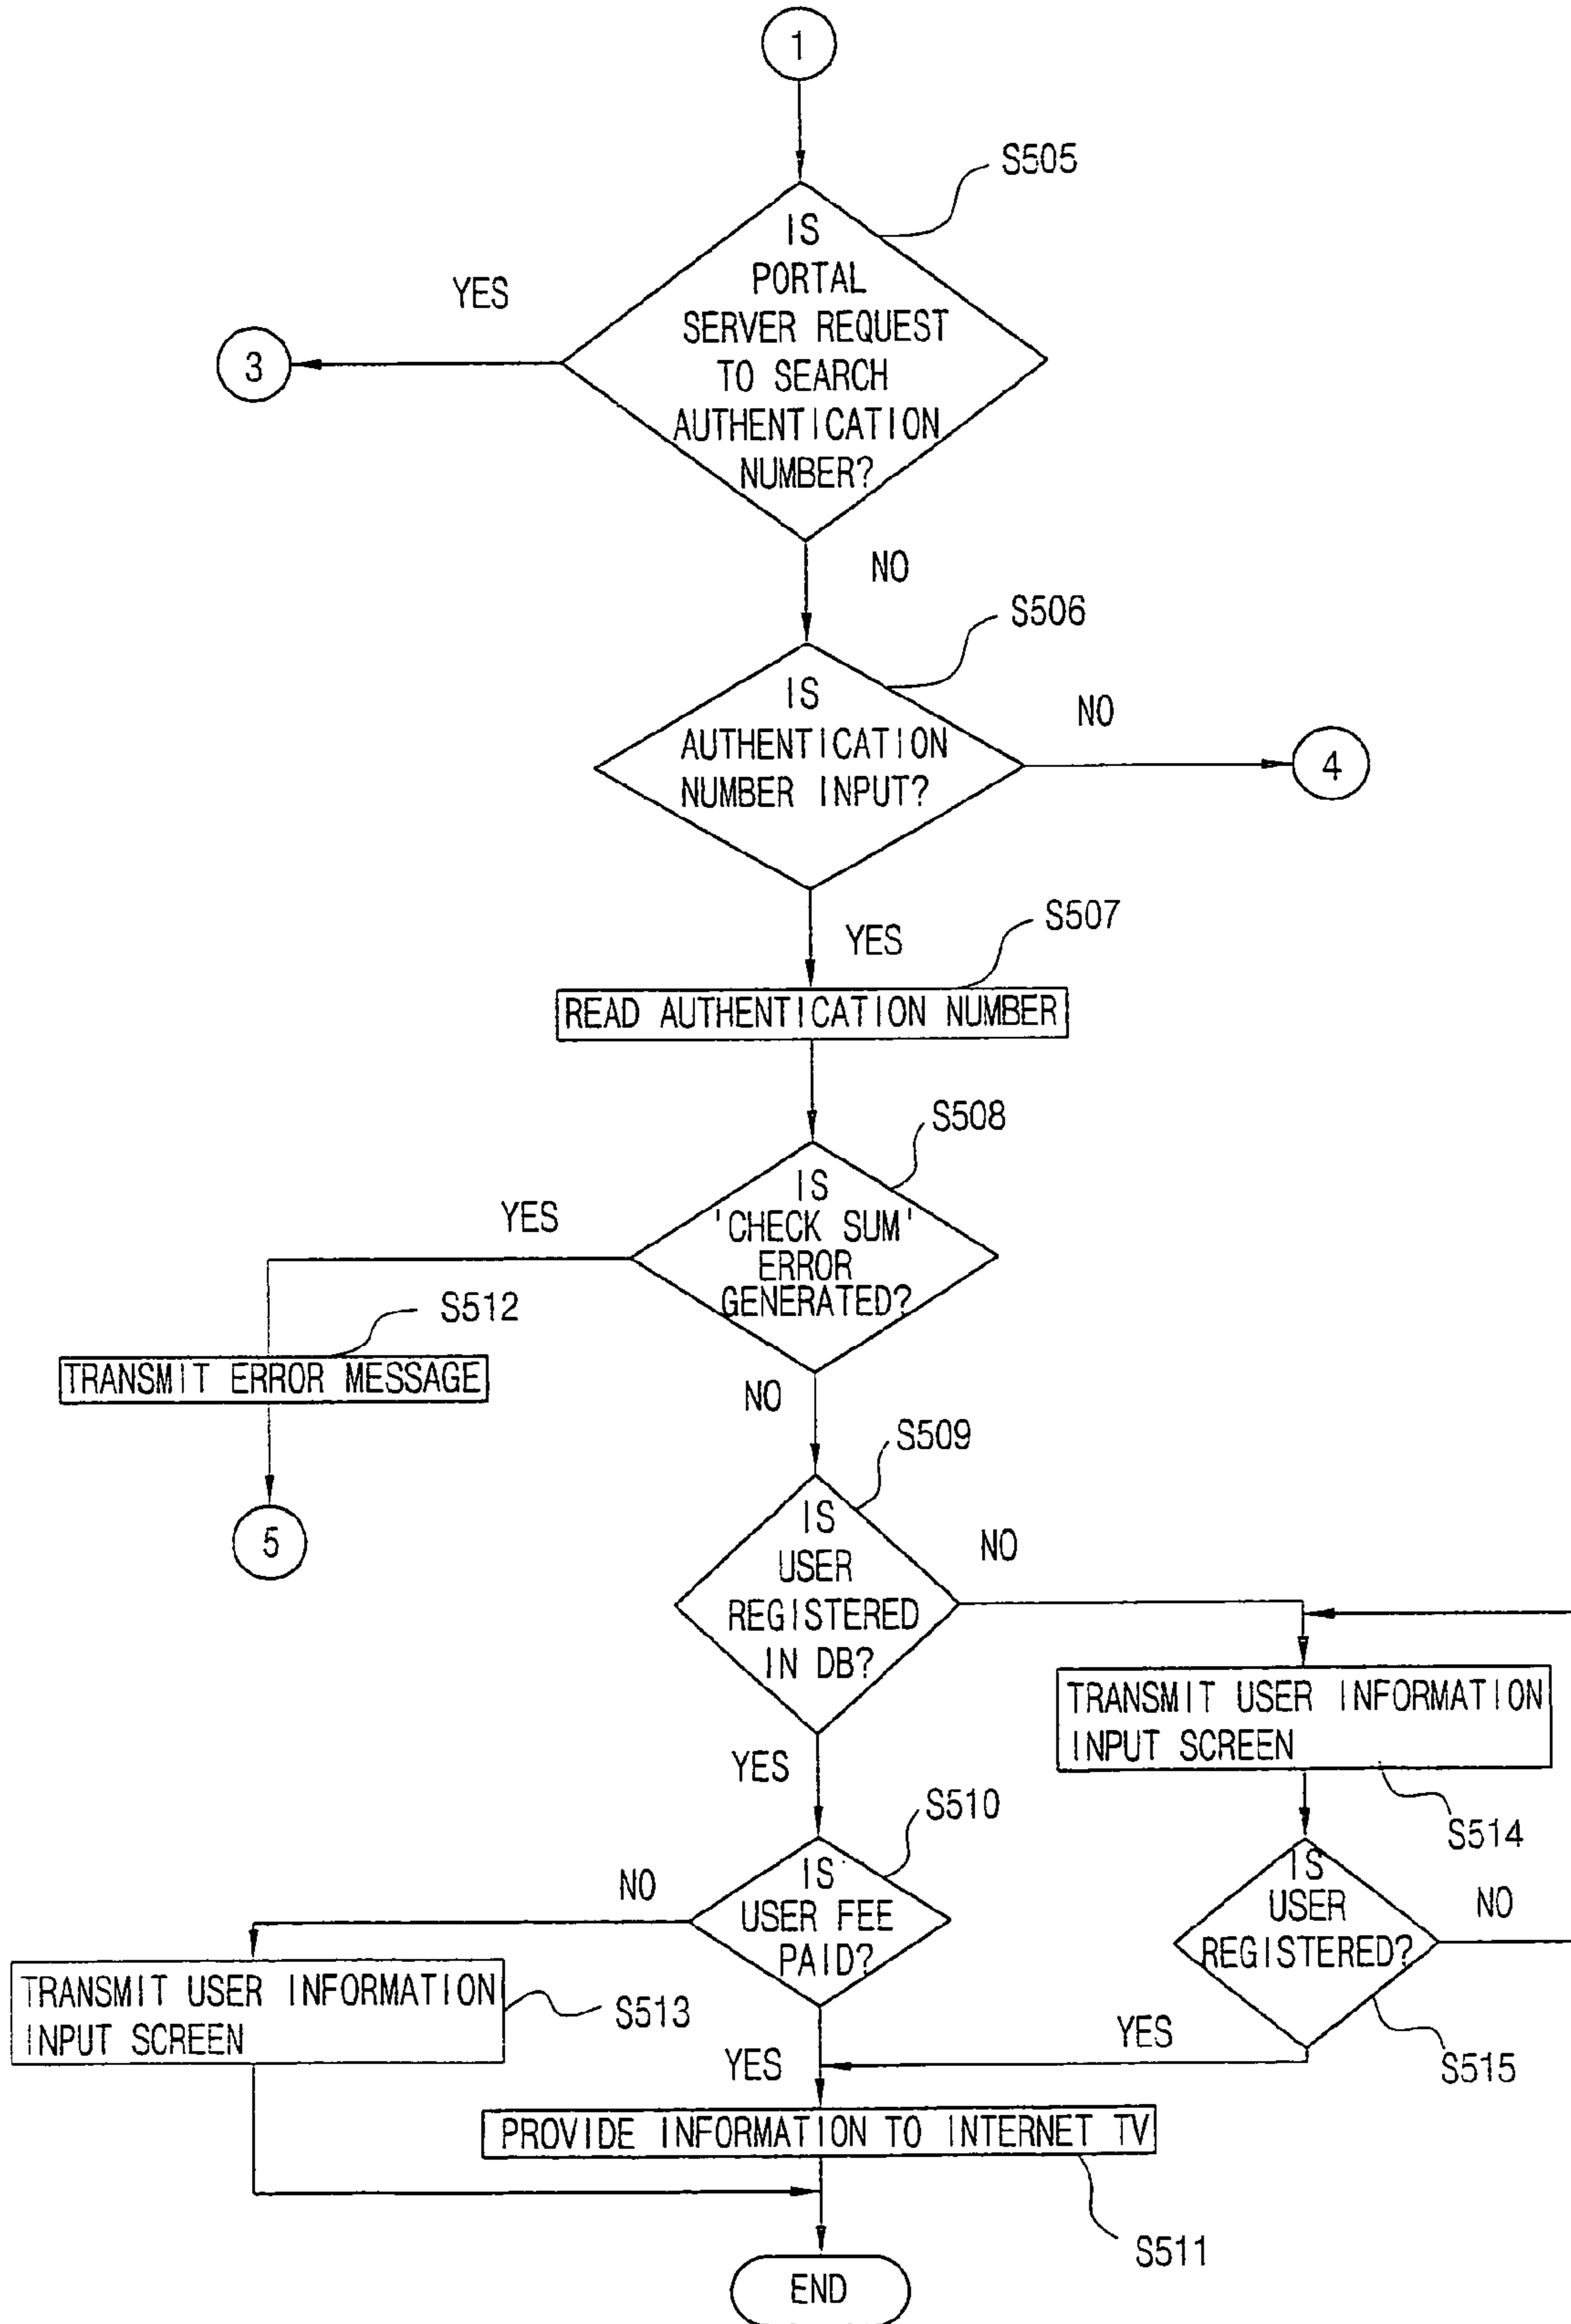 1
S505
IS
PORTAL
SERVER REQUEST
TO SEARCH
AUTHENTICATION
NUMBER?
YES
3
NO
S506
IS
AUTHENTICATION
NUMBER INPUT?
NO
4
YES
S507
READ AUTHENTICATION NUMBER
S508
IS
'CHECK SUM'
ERROR
GENERATED?
YES
S512
TRANSMIT ERROR MESSAGE
5
NO
S509
IS
USER
REGISTERED
IN DB?
NO
TRANSMIT USER INFORMATION
INPUT SCREEN
S514
YES
S510
IS
USER FEE
PAID?
NO
TRANSMIT USER INFORMATION
INPUT SCREEN
S513
IS
USER
REGISTERED?
NO
S515
YES
YES
PROVIDE INFORMATION TO INTERNET TV
S511
END